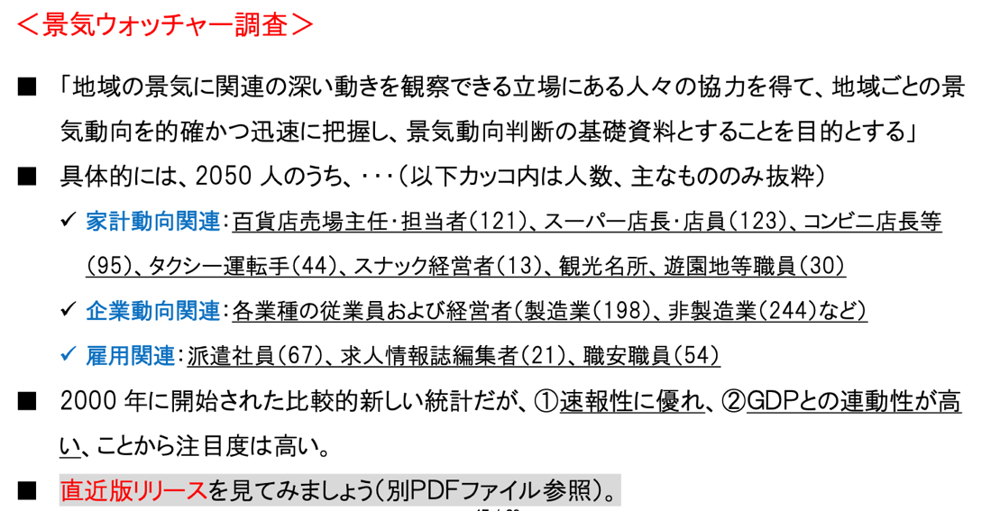 ＜景気ウォッチャー調査＞
■ 「地域の景気に関連の深い動きを観察できる立場にある人々の協力を得て、地域ごとの景
気動向を的確かつ迅速に把握し、景気動向判断の基礎資料とすることを目的とする」
■ 具体的には、2050 人のうち、・・・（以下カッコ内は人数、主なもののみ抜粋）
✓ 家計動向関連：百貨店売場主任・担当者（121）、スーパー店長・店員（123）、コンビニ店長等
（95）、タクシー運転手（44）、スナック経営者（13）、観光名所、遊園地等職員（30）
✓ 企業動向関連：各業種の従業員および経営者（製造業（198）、非製造業（244）など）
✓ 雇用関連：派遣社員（67）、求人情報誌編集者（21）、職安職員（54）
■ 2000 年に開始された比較的新しい統計だが、①速報性に優れ、②GDPとの連動性が高
い、ことから注目度は高い。
■ 直近版リリースを見てみましょう（別PDFファイル参照）。